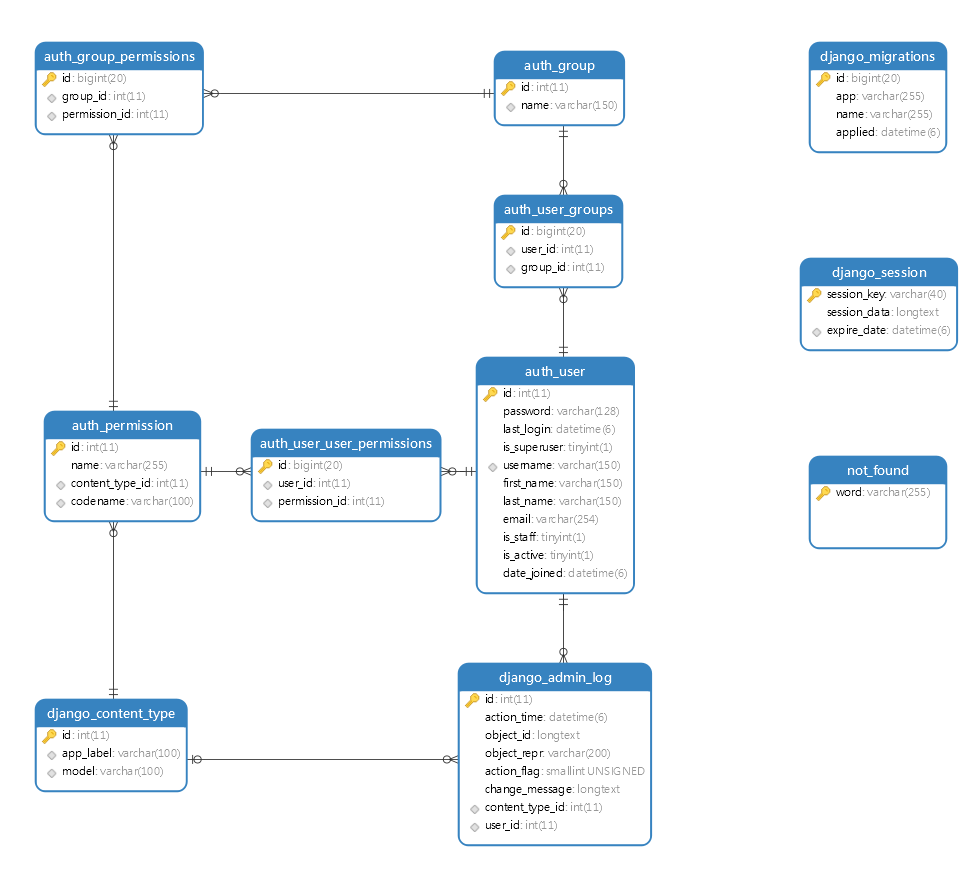 auth_group_permissions
id: bigint(20)
group_id: int(11)
permission_id: int(11)
auth_group
id: int(11)
name: varchar(150)
django_migrations
id: bigint(20)
app: varchar(255)
name: varchar(255)
applied: datetime(6)
auth_user_groups
id: bigint(20)
user_id: int(11)
group_id: int(11)
django_session
session_key: varchar(40)
session_data: longtext
expire_date: datetime(6)
auth_user
id: int(11)
password: varchar(128)
last_login: datetime(6)
is_superuser: tinyint(1)
username: varchar(150)
first_name: varchar(150)
last_name: varchar(150)
email: varchar(254)
is_staff: tinyint(1)
is_active: tinyint(1)
date_joined: datetime(6)
auth_permission
id: int(11)
name: varchar(255)
content_type_id: int(11)
codename: varchar(100)
auth_user_user_permissions
id: bigint(20)
user_id: int(11)
permission_id: int(11)
not_found
word: varchar(255)
django_content_type
id: int(11)
app_label: varchar(100)
model: varchar(100)
django_admin_log
id: int(11)
action_time: datetime(6)
object_id: longtext
object_repr: varchar(200)
action_flag: smallint UNSIGNED
change_message: longtext
content_type_id: int(11)
user_id: int(11)